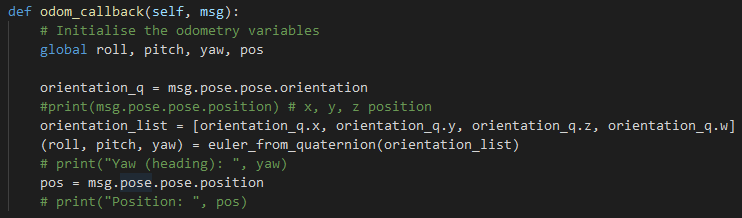 def odom_callback(self, msg):
# Initialise the odometry variables
global roll, pitch, yaw, pos
orientation_q = msg.pose.pose.orientation
#print(msg.pose.pose.position) # x, y, z position
orientation_list = [orientation_q.x, orientation_q.y, orientation_q.z, orientation_q.w]
(roll, pitch, yaw) = euler_from_quaternion(orientation_list)
# print("Yaw (heading): ", yaw)
pos = msg.pose.pose.position
# print("Position: ", pos)